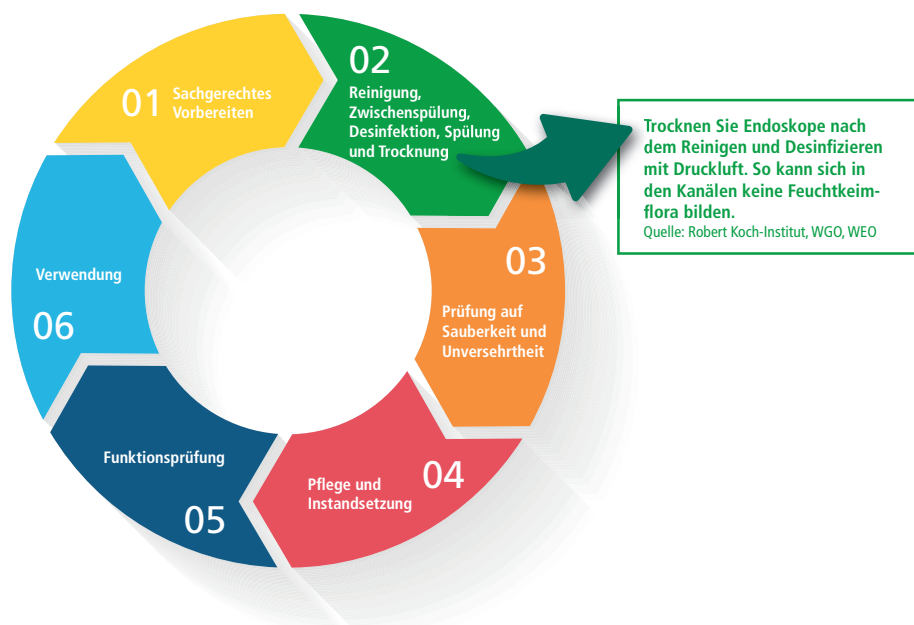 01
Sachgerechtes
Vorbereiten
02
Reinigung,
Zwischenspülung,
Desinfektion, Spülung
und Trocknung
Trocknen Sie Endoskope nach
dem Reinigen und Desinfizieren
mit Druckluft. So kann sich in
den Kanälen keine Feuchtkeim-
flora bilden.
Quelle: Robert Koch-Institut, WGO, WEO
03
Prüfung auf
Sauberkeit und
Unversehrtheit
04
Pflege und
Instandsetzung
Funktionsprüfung
05
Verwendung
06